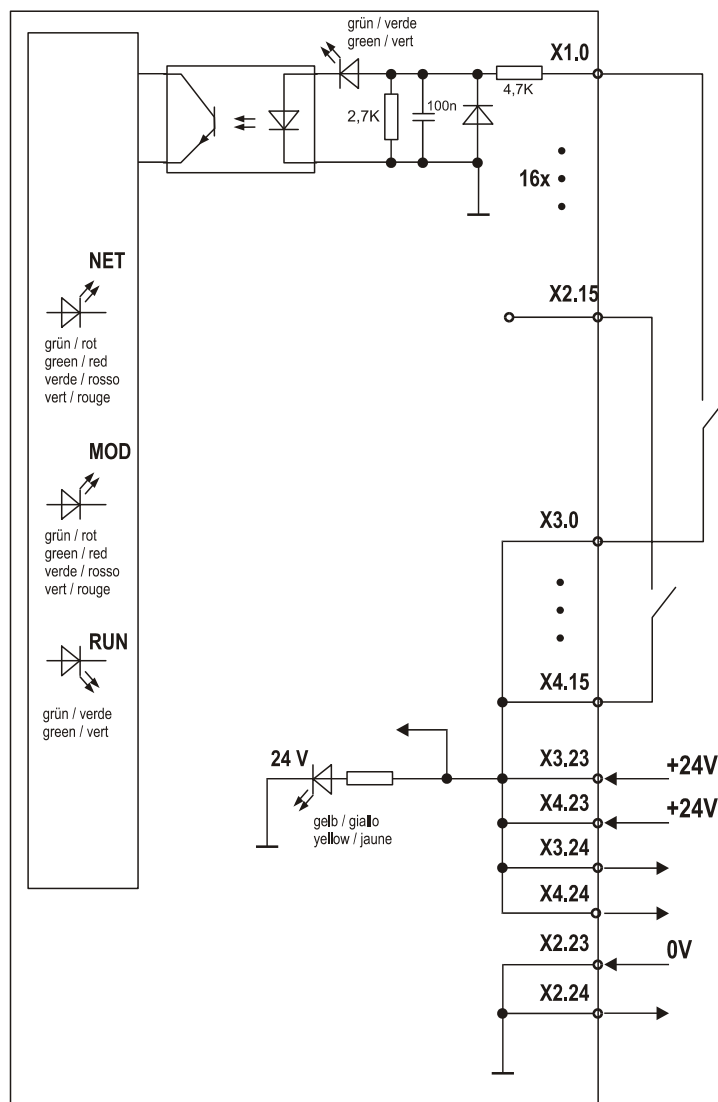 grün / verde
green / vert
X1.0
4,7K
2,7K
100n
16x
NET
X2.15
grün / rot
green / red
verde / rosso
vert / rouge
MOD
X3.0
grün / rot
green / red
verde / rosso
vert / rouge
RUN
X4.15
grün / verde
green / vert
24 V
X3.23
+24V
gelb / giallo
yellow / jaune
X4.23
+24V
X3.24
X4.24
X2.23
0V
X2.24